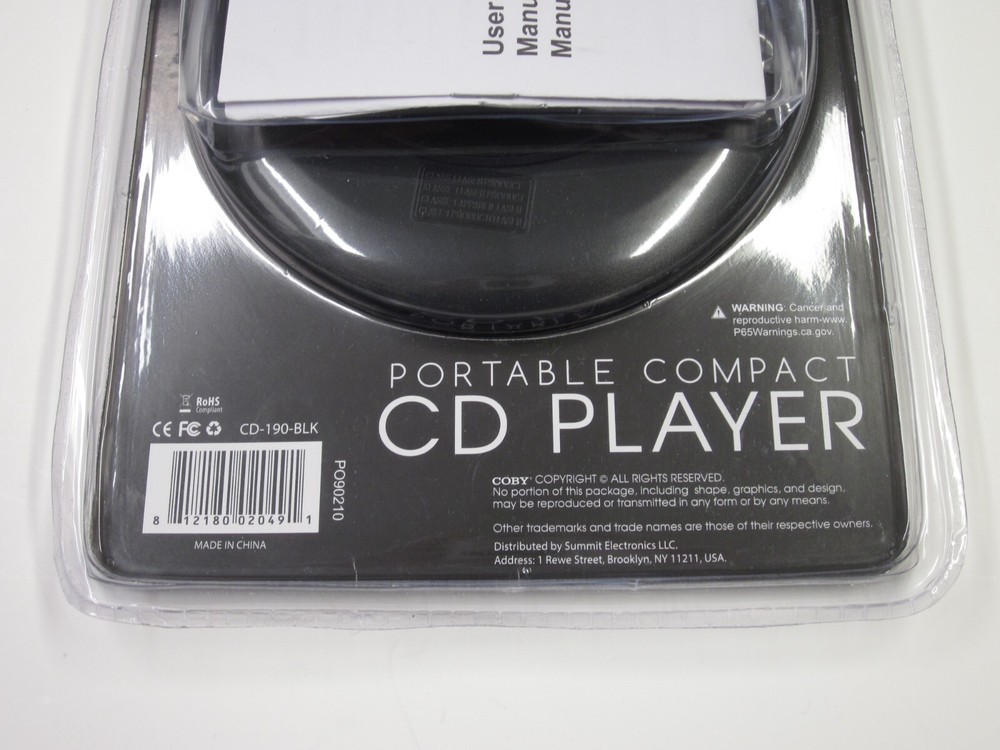 User
Manu
Manu
CLASS 1 LASER PRODUCT
WARNING: Cancer and
reproductive harm-www.
P65Warnings.ca.gov.
PORTABLE COMPACT
CD PLAYER
RoHS
Compliant
CE FC CD-190-BLK
PO90210
8 12180 02049 1
MADE IN CHINA
COBY COPYRIGHT © ALL RIGHTS RESERVED.
No portion of this package, including shape, graphics, and design,
may be reproduced or transmitted in any form or by any means.
Other trademarks and trade names are those of their respective owners.
Distributed by Summit Electronics LLC.
Address: 1 Rewe Street, Brooklyn, NY 11211, USA.